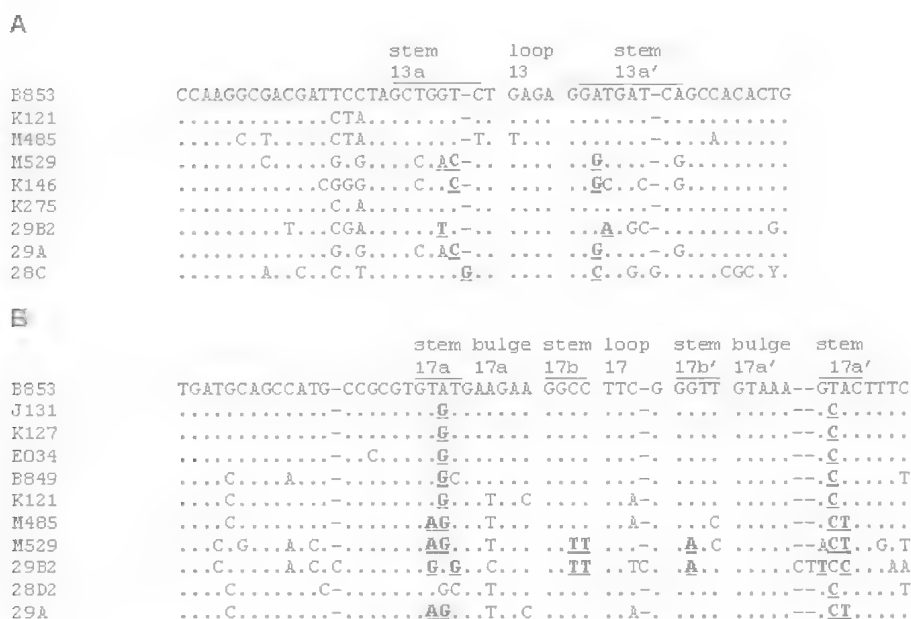 A
stem loop stem
13a 13 13a'
B853 CCAAGGCGACGATTCCTAGCTGGT-CT GAGA GGATGAT-CAGCCACACTG
K121 .............CTA........-.. .... .......-...........
M485 .....C.T.....CTA........-T. T... .......-....A......
M529 .......C.....G.G....C.AC-.. .... .G.....-.G.........
K146 ............CGGG....C..C-.. .... .GC..C-.G.........
K275 .............C.A........-.. .... .......-...........
29B2 .........T...CGA......T.-.. .... ..A.GC-.........G.
29A .............G.G....C.AC-.. .... .G.....-.G.........
28C .......A..C..C.T........G.. .... .C..G.G.....CGC.Y.
B
stem bulge stem loop stem bulge stem
17a 17a 17b 17 17b' 17a' 17a'
B853 TGATGCAGCCATG-CCGCGTGTATGAAGAA GGCC TTC-G GGTT GTAAA--GTACTTTC
J131 .............-.........G....... .... ...-. .... .....--.C......
K127 .............-.........G....... .... ...-. .... .....--.C......
E034 .............-..C......G....... .... ...-. .... .....--.C......
B849 ....C....A...-.........GC...... .... ...-. .... .....--.C.....T
K121 ....C........-.........G...T..C .... A-. .... .....--.C......
M485 ....C........-........AG...T... .... A-. ...C .....--.CT.....
M529 ...C.G...A.C.-........AG...T... ..TT ...-. A.C .....--ACT...G.T
29B2 ...C.....A.C.C........G.G..C... ..TT ..TC. A... .....CTTCC...AA
28D2 ....C.......C-.........GC..T... .... ...-. .... .....--.C.....T
29A ....C........-........AG...T..C .... A-. .... .....--.CT.....